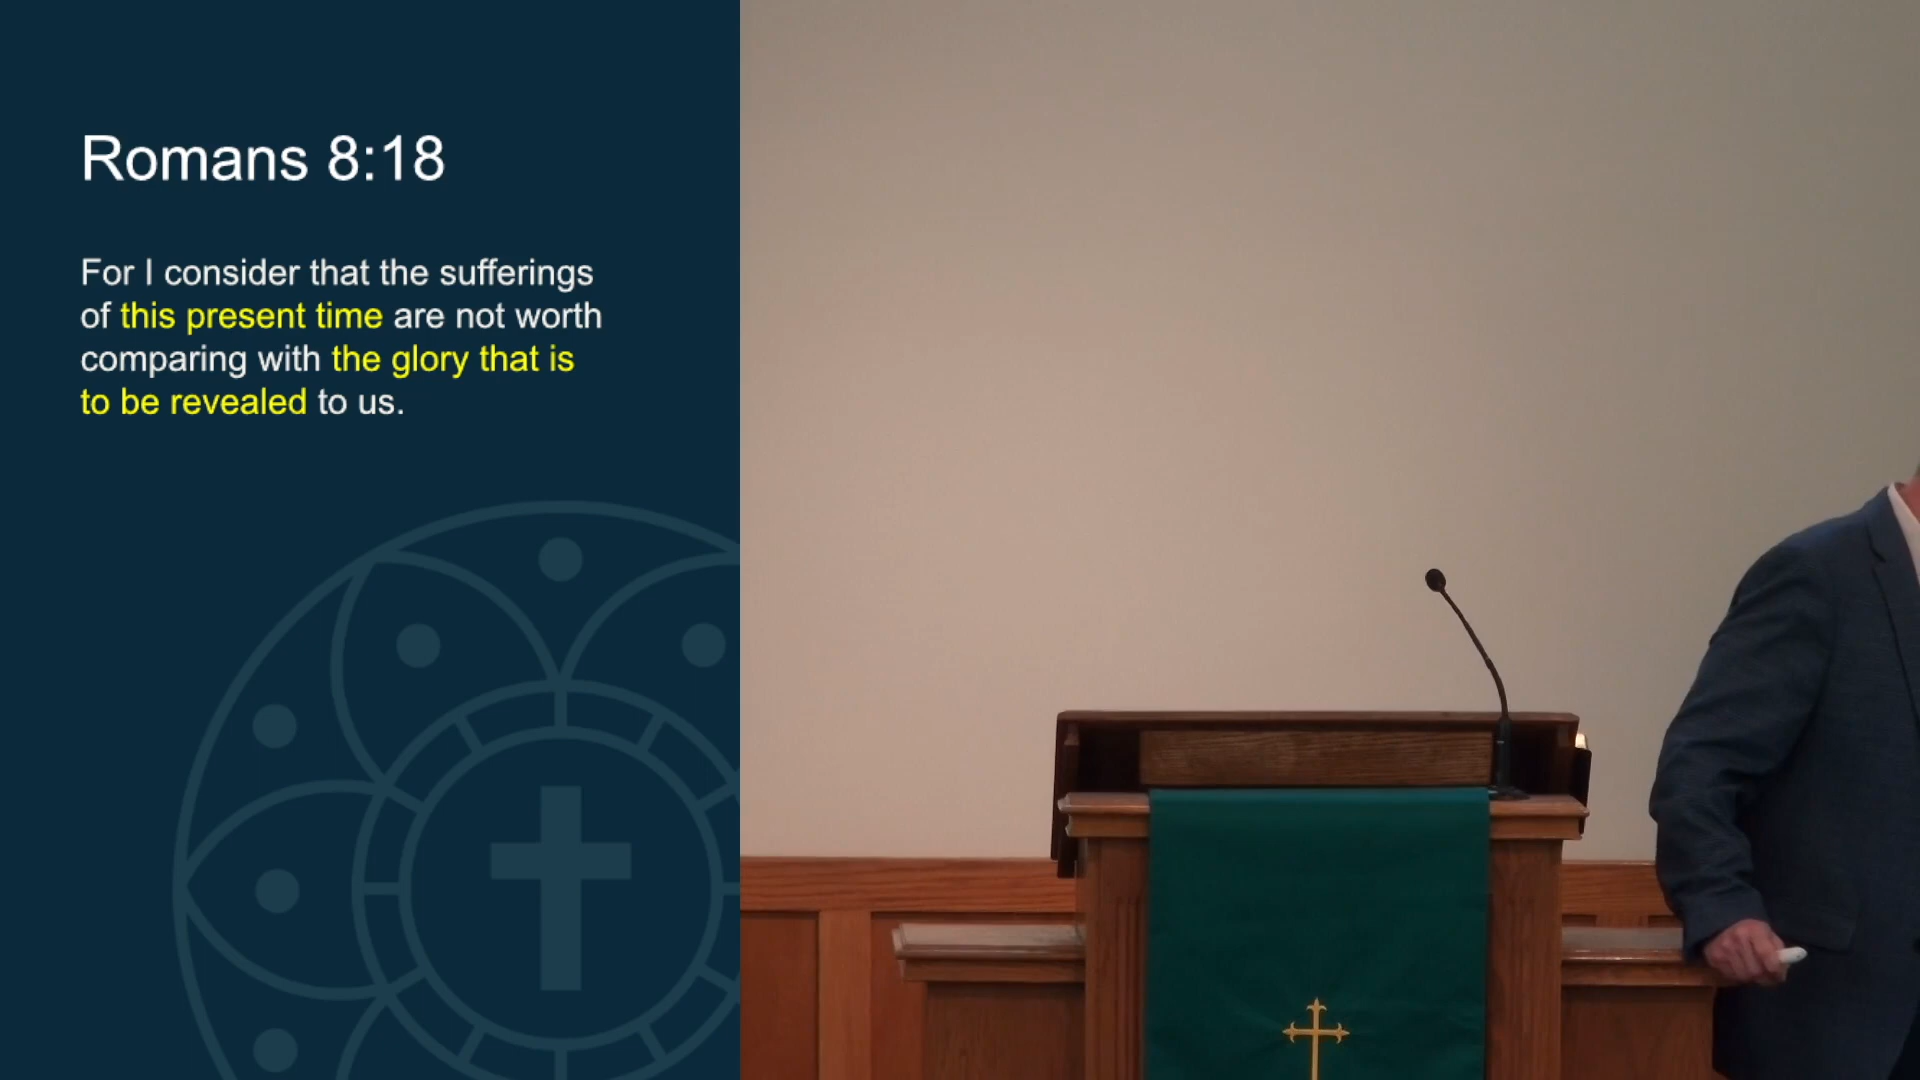 Romans 8:18
For I consider that the sufferings
of this present time are not worth
comparing with the glory that is
to be revealed to us.